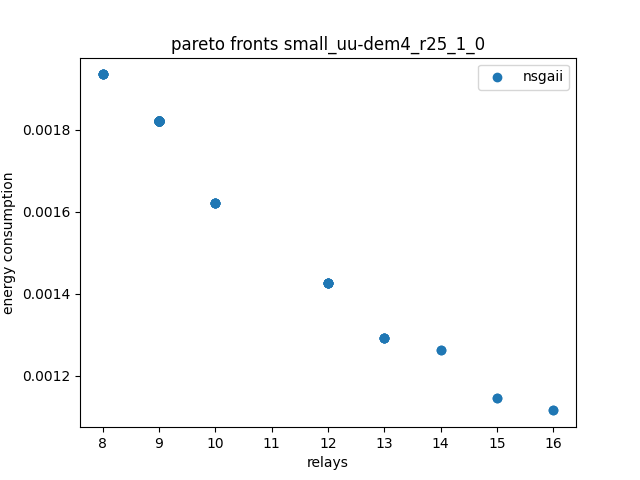 pareto fronts small_uu-dem4_r25_1_0
nsgaii
energy consumption
0.0018
0.0016
0.0014
0.0012
8 9 10 11 12 13 14 15 16
relays